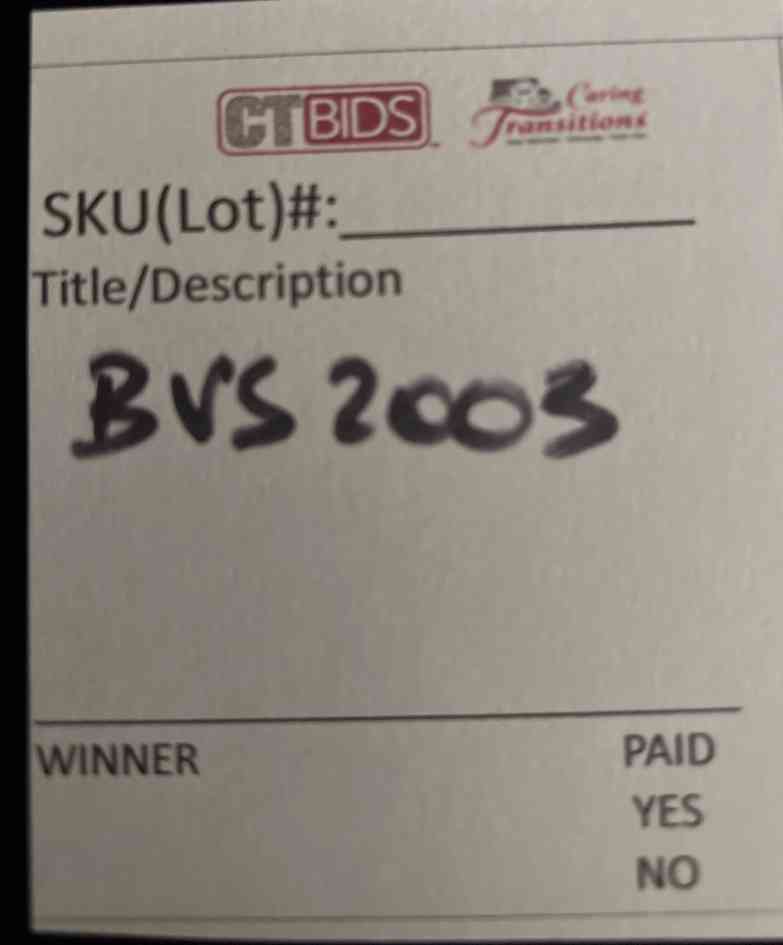 CTBIDS Caring Transitions
SKU(Lot)#:
Title/Description
BVS 2003
WINNER PAID
YES
NO